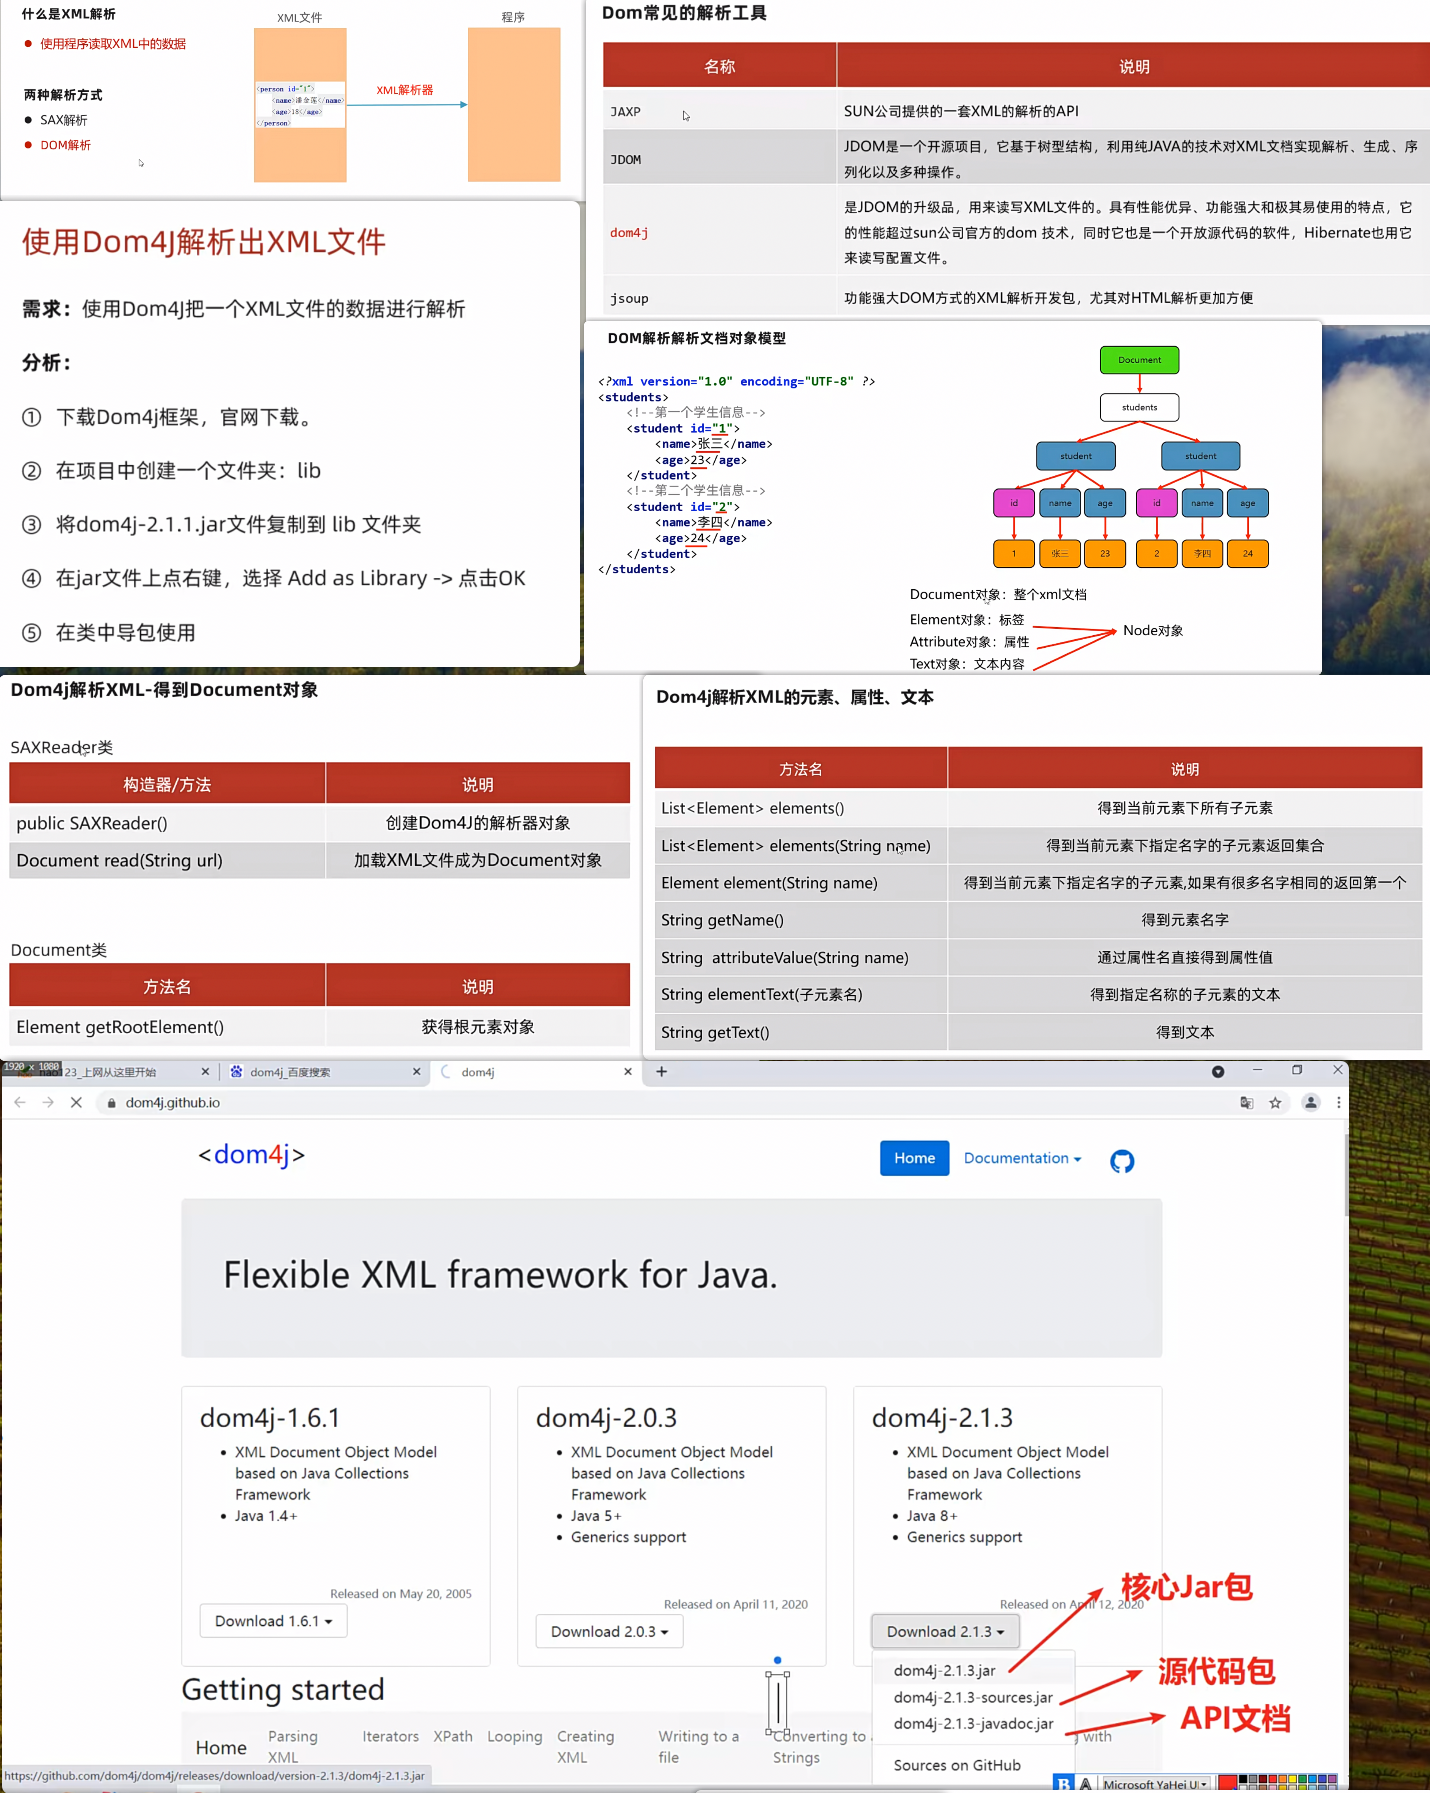 什么是XML解析
使用程序读取XML中的数据
两种解析方式
SAX解析
DOM解析
XML文件
程序
<person id="1">
<name>潘金莲</name>
<age>18</age>
</person>
XML解析器
Dom常见的解析工具
名称 说明
JAXP SUN公司提供的一套XML的解析的API
JDOM JDOM是一个开源项目，它基于树型结构，利用纯JAVA的技术对XML文档实现解析、生成、序
列化以及多种操作。
dom4j 是JDOM的升级品，用来读写XML文件的。具有性能优异、功能强大和极其易使用的特点，它
的性能超过sun公司官方的dom 技术，同时它也是一个开放源代码的软件，Hibernate也用它
来读写配置文件。
jsoup 功能强大DOM方式的XML解析开发包，尤其对HTML解析更加方便
使用Dom4J解析出XML文件
需求：使用Dom4J把一个XML文件的数据进行解析
分析：
① 下载Dom4j框架，官网下载。
② 在项目中创建一个文件夹：lib
③ 将dom4j-2.1.1.jar文件复制到 lib 文件夹
④ 在jar文件上点右键，选择 Add as Library -> 点击OK
⑤ 在类中导包使用
DOM解析解析文档对象模型
<?xml version="1.0" encoding="UTF-8" ?>
<students>
<!--第一个学生信息-->
<student id="1">
<name>张三</name>
<age>23</age>
</student>
<!--第二个学生信息-->
<student id="2">
<name>李四</name>
<age>24</age>
</student>
</students>
Document
students
student student
id name age id name age
1 张三 23 2 李四 24
Document对象：整个xml文档
Element对象：标签
Attribute对象：属性
Text对象：文本内容
Node对象
Dom4j解析XML-得到Document对象
SAXReader类
构造器/方法 说明
public SAXReader() 创建Dom4J的解析器对象
Document read(String url) 加载XML文件成为Document对象
Document类
方法名 说明
Element getRootElement() 获得根元素对象
Dom4j解析XML的元素、属性、文本
方法名 说明
List<Element> elements() 得到当前元素下所有子元素
List<Element> elements(String name) 得到当前元素下指定名字的子元素返回集合
Element element(String name) 得到当前元素下指定名字的子元素,如果有很多名字相同的返回第一个
String getName() 得到元素名字
String attributeValue(String name) 通过属性名直接得到属性值
String elementText(子元素名) 得到指定名称的子元素的文本
String getText() 得到文本
1920 x 1080
123_上网从这里开始 dom4j_百度搜索 dom4j
dom4j.github.io
<dom4j>
Home Documentation
Flexible XML framework for Java.
dom4j-1.6.1
XML Document Object Model
based on Java Collections
Framework
Java 1.4+
Released on May 20, 2005
Download 1.6.1
dom4j-2.0.3
XML Document Object Model
based on Java Collections
Framework
Java 5+
Generics support
Released on April 11, 2020
Download 2.0.3
dom4j-2.1.3
XML Document Object Model
based on Java Collections
Framework
Java 8+
Generics support
Released on April 12, 2020
Download 2.1.3
dom4j-2.1.3.jar
dom4j-2.1.3-sources.jar
dom4j-2.1.3-javadoc.jar
Sources on GitHub
核心Jar包
源代码包
API文档
Getting started
Home
Parsing
XML
Iterators
XPath
Looping
Creating
XML
Writing to a
file
Converting to
Strings
with
https://github.com/dom4j/dom4j/releases/download/version-2.1.3/dom4j-2.1.3.jar
B A Microsoft YaHei UI